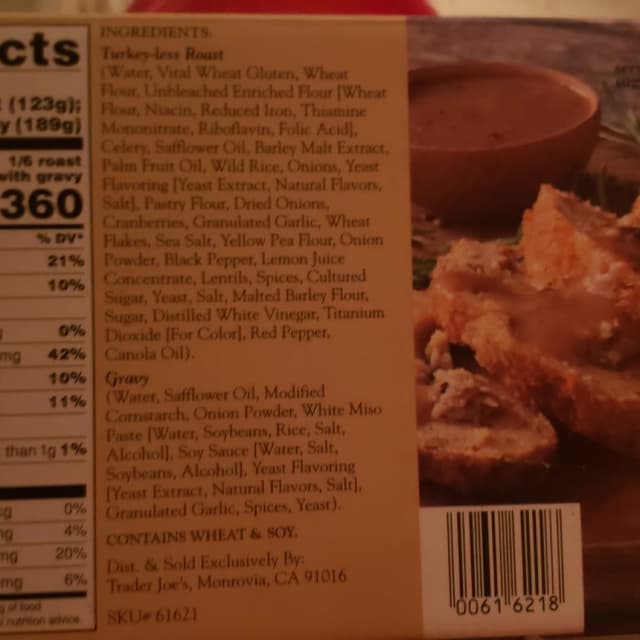 cts
(123g);
y (189g)
1/6 roast
with gravy
360
% DV*
21%
10%
0%
mg 42%
10%
11%
than 1g 1%
0%
4%
mg 20%
mg 6%
of food
nutrition advice.
INGREDIENTS:
Turkey-less Roast
(Water, Vital Wheat Gluten, Wheat
Flour, Unbleached Enriched Flour [Wheat
Flour, Niacin, Reduced Iron, Thiamine
Mononitrate, Riboflavin, Folic Acid],
Celery, Safflower Oil, Barley Malt Extract,
Palm Fruit Oil, Wild Rice, Onions, Yeast
Flavoring [Yeast Extract, Natural Flavors,
Salt], Pastry Flour, Dried Onions,
Cranberries, Granulated Garlic, Wheat
Flakes, Sea Salt, Yellow Pea Flour, Onion
Powder, Black Pepper, Lemon Juice
Concentrate, Lentils, Spices, Cultured
Sugar, Yeast, Salt, Malted Barley Flour,
Sugar, Distilled White Vinegar, Titanium
Dioxide [For Color], Red Pepper,
Canola Oil).
Gravy
(Water, Safflower Oil, Modified
Cornstarch, Onion Powder, White Miso
Paste [Water, Soybeans, Rice, Salt,
Alcohol], Soy Sauce [Water, Salt,
Soybeans, Alcohol], Yeast Flavoring
[Yeast Extract, Natural Flavors, Salt],
Granulated Garlic, Spices, Yeast).
CONTAINS WHEAT & SOY.
Dist. & Sold Exclusively By:
Trader Joe's, Monrovia, CA 91016
SKU# 61621
0061 6218